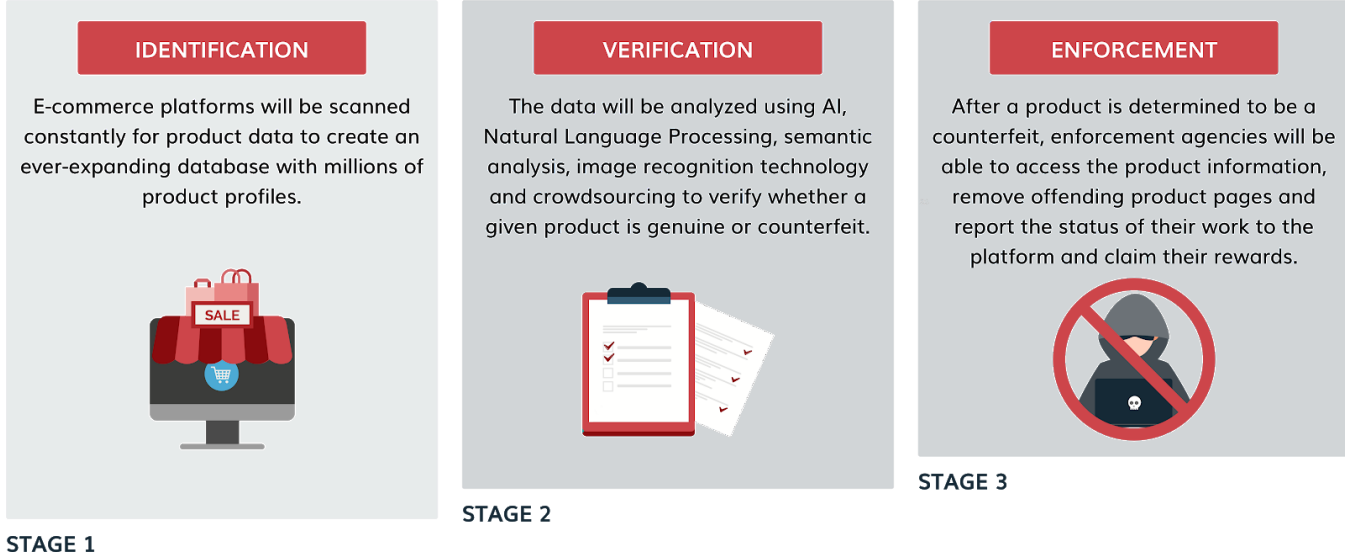 IDENTIFICATION
E-commerce platforms will be scanned
constantly for product data to create an
ever-expanding database with millions of
product profiles.
SALE
STAGE 1
VERIFICATION
The data will be analyzed using AI,
Natural Language Processing, semantic
analysis, image recognition technology
and crowdsourcing to verify whether a
given product is genuine or counterfeit.
STAGE 2
ENFORCEMENT
After a product is determined to be a
counterfeit, enforcement agencies will be
able to access the product information,
remove offending product pages and
report the status of their work to the
platform and claim their rewards.
STAGE 3